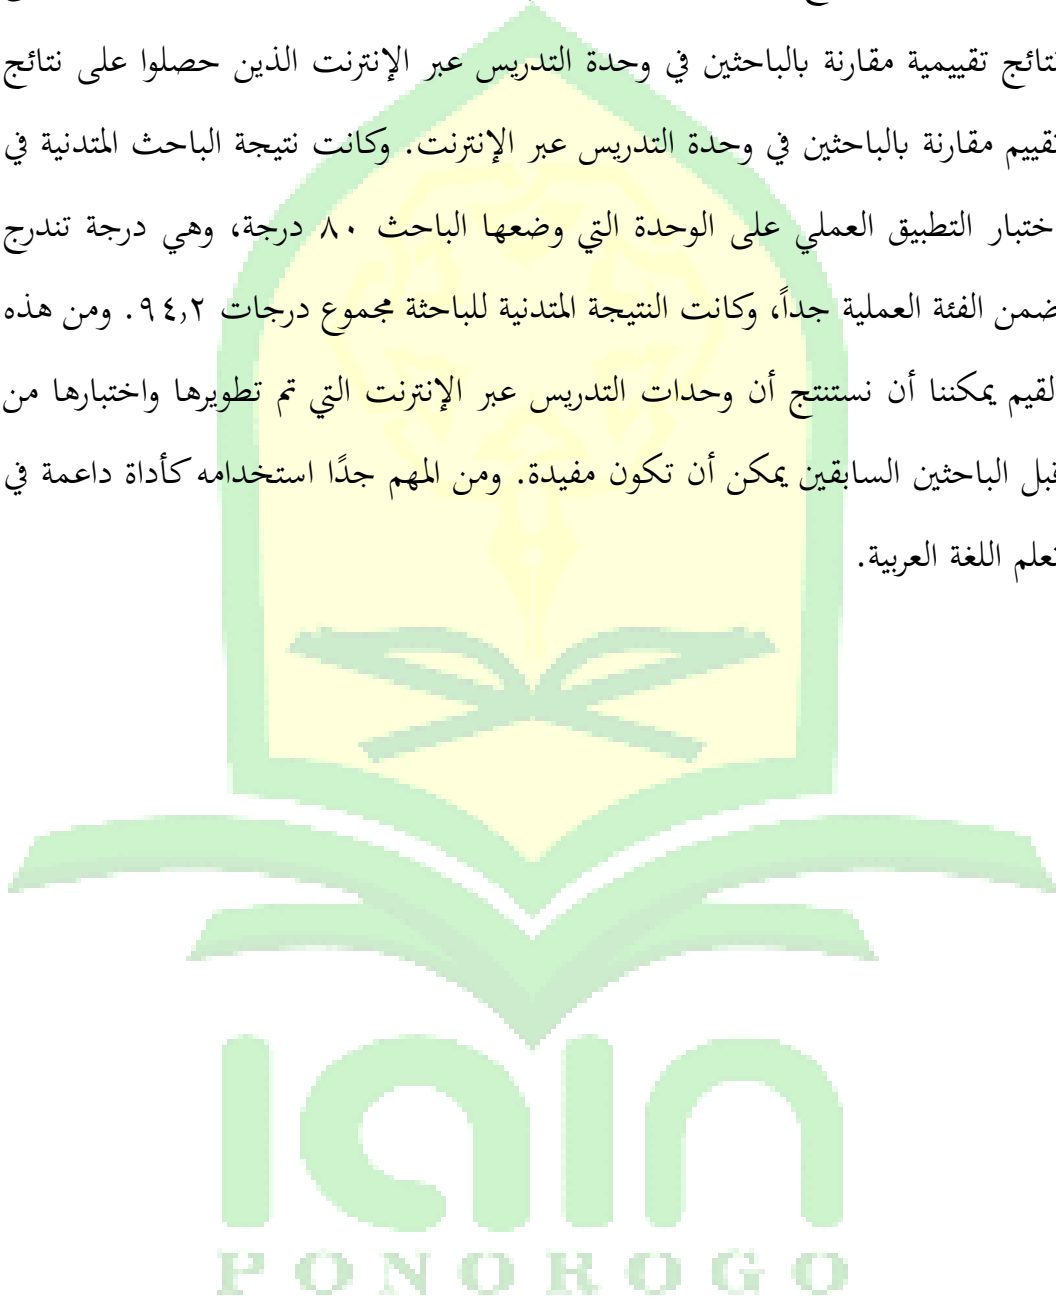 نتائج تقييمية مقارنة بالباحثين في وحدة التدريس عبر الإنترنت الذين حصلوا على نتائج
تقييم مقارنة بالباحثين في وحدة التدريس عبر الإنترنت. وكانت نتيجة الباحث المتدنية في
ختبار التطبيق العملي على الوحدة التي وضعها الباحث ٨٠ درجة، وهي درجة تندرج
ضمن الفئة العملية جداً، وكانت النتيجة المتدنية للباحثة مجموع درجات ٩٤,٢. ومن هذه
لقيم يمكننا أن نستنتج أن وحدات التدريس عبر الإنترنت التي تم تطويرها واختبارها من
قبل الباحثين السابقين يمكن أن تكون مفيدة. ومن المهم جدًا استخدامه كأداة داعمة في
تعلم اللغة العربية.
iain
PONOROGO